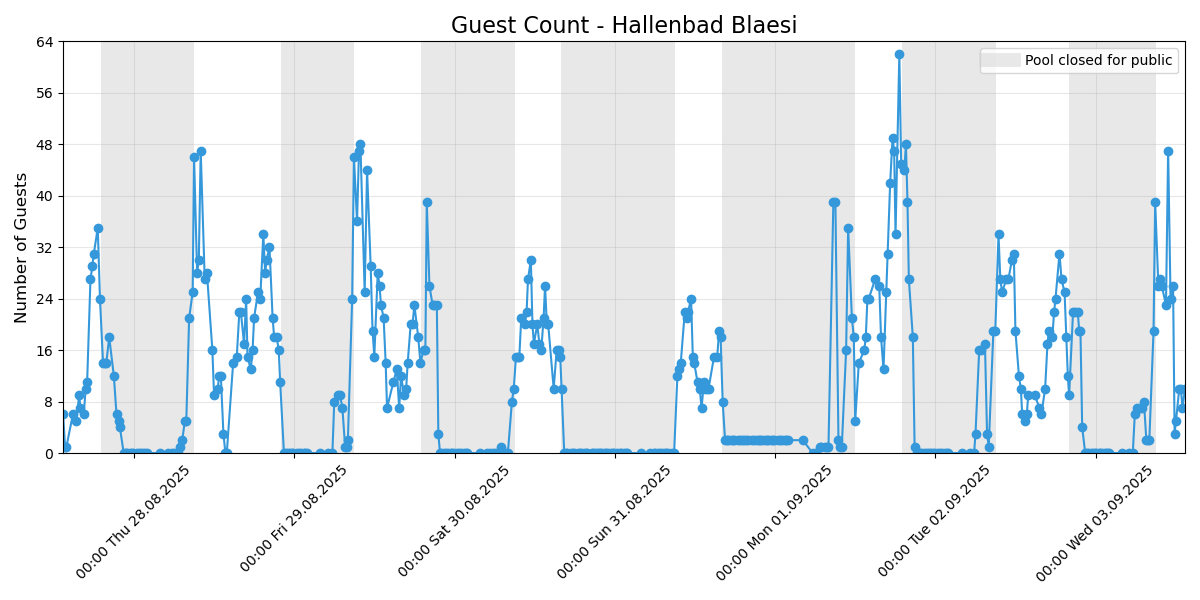 Guest Count - Hallenbad Blaesi
Pool closed for public
Number of Guests
64
56
48
40
32
24
16
8
0
00:00 Thu 28.08.2025
00:00 Fri 29.08.2025
00:00 Sat 30.08.2025
00:00 Sun 31.08.2025
00:00 Mon 01.09.2025
00:00 Tue 02.09.2025
00:00 Wed 03.09.2025